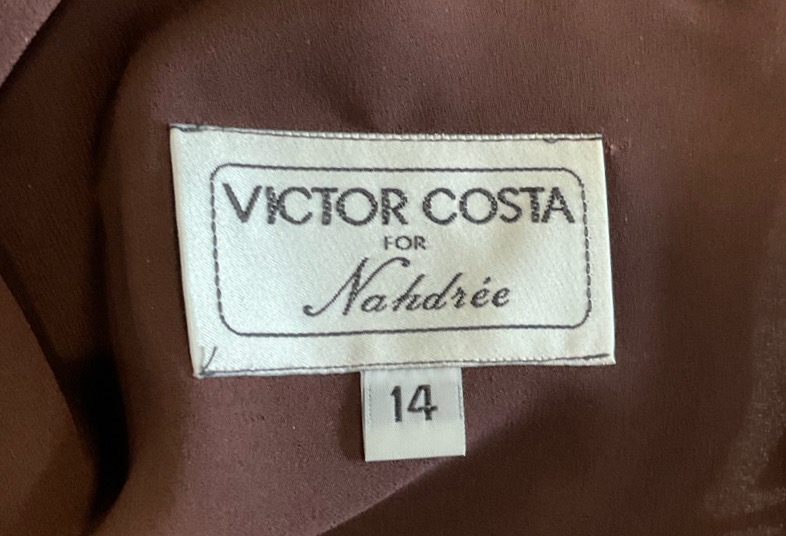 VICTOR COSTA
FOR
Nahdrée
14